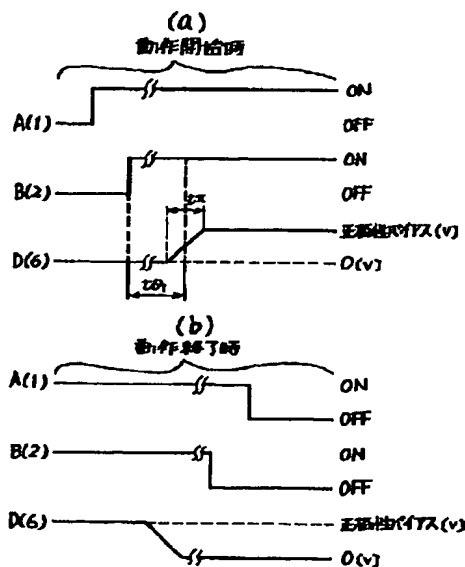 (a)
動作開始時
A(1)
ON
OFF
B(2)
ON
OFF
τπ
正極性バイアス(V)
D(6)
O(V)
(b)
動作終了時
A(1)
ON
OFF
B(2)
ON
OFF
D(6)
正極性バイアス(V)
O(V)